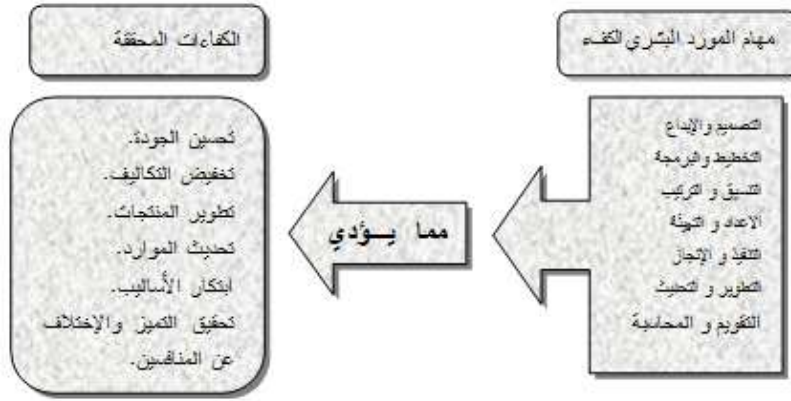 مهام المورد البشري الكفء
التصميم والإبداع
التخطيط والبرمجة
التنسيق و الترتيب
الاعداد و التهيئة
التنفيذ و الإنجاز
التطوير و التحديث
التقويم و المحاسبة
مما يــؤدي
الكفاءات المحققة
تحسين الجودة.
تخفيض التكاليف.
تطوير المنتجات.
تحديث الموارد.
ابتكار الأساليب.
تحقيق التميز والإختلاف
عن المنافسين.